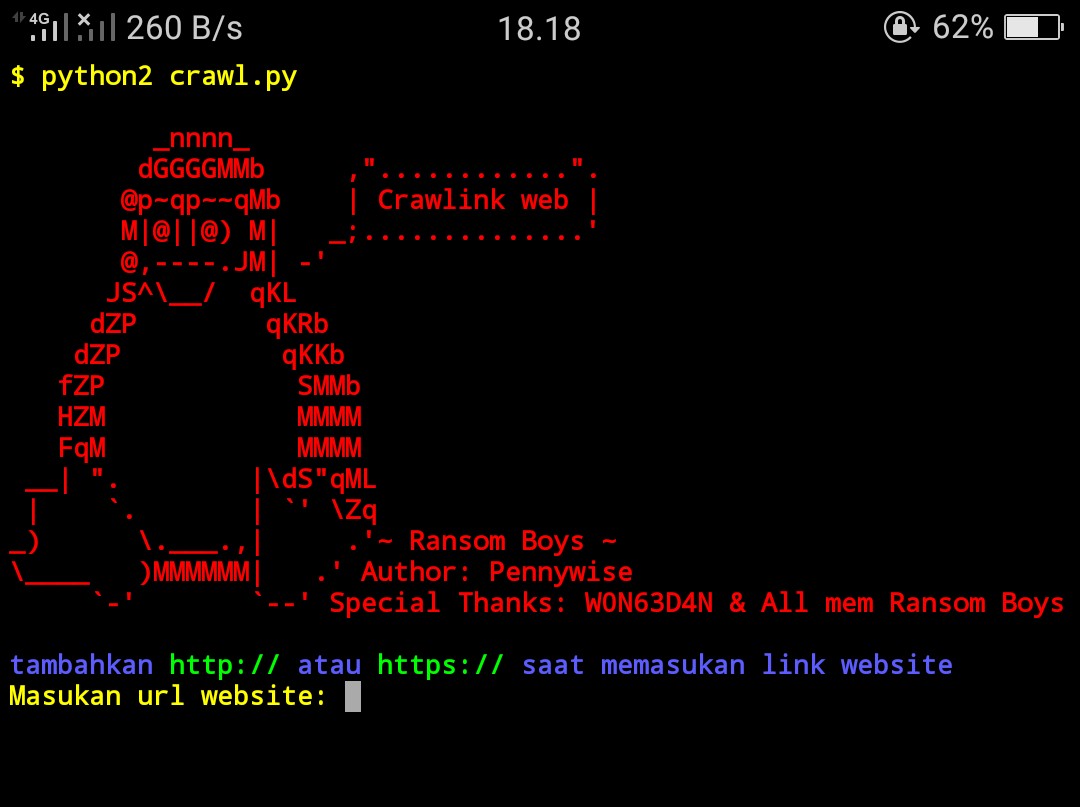 4G 260 B/s 18.18 62%
$ python2 crawl.py
         _nnnn_
        dGGGGMMb     ,"............".
       @p~qp~~qMb    | Crawlink web |
       M|@||@) M|   _;..............'
       @,----.JM| -'
      JS^\__/  qKL
     dZP        qKRb
    dZP          qKKb
   fZP            SMMb
   HZM            MMMM
   FqM            MMMM
 __| ".        |\dS"qML
 |    `.       | `' \Zq
_)      \.___.,|     .'~ Ransom Boys ~
\____   )MMMMMM|   .' Author: Pennywise
     `-'       `--' Special Thanks: W0N63D4N & All mem Ransom Boys
tambahkan http:// atau https:// saat memasukan link website
Masukan url website: